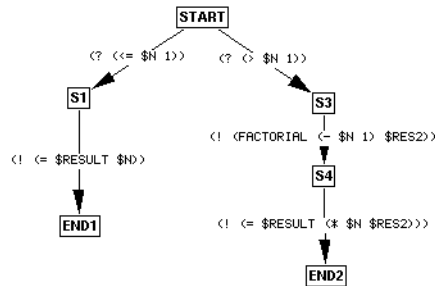 START
(? (<= $N 1))
(? (> $N 1))
S1
S3
(! (FACTORIAL (- $N 1) $RES2))
(! (= $RESULT $N))
S4
END1
(! (= $RESULT (* $N $RES2)))
END2